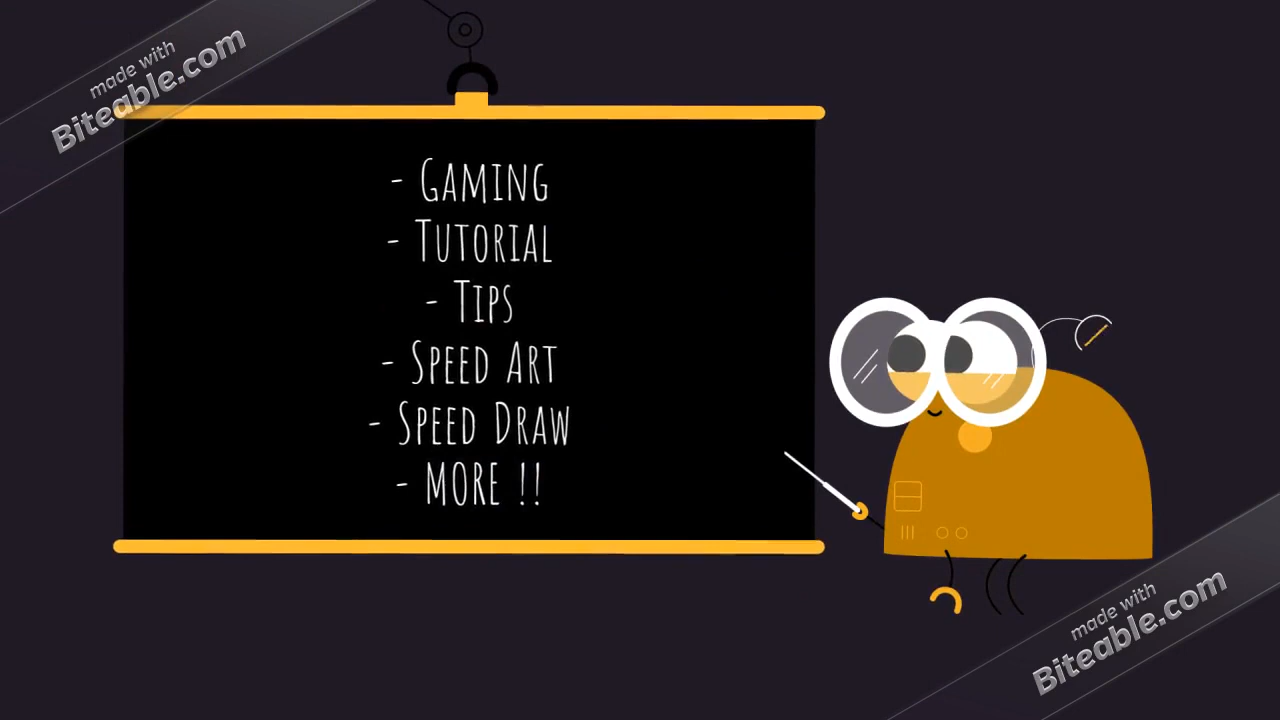 made with
Biteable.com
- Gaming
- Tutorial
- Tips
- Speed Art
- Speed Draw
- MORE !!
made with
Biteable.com